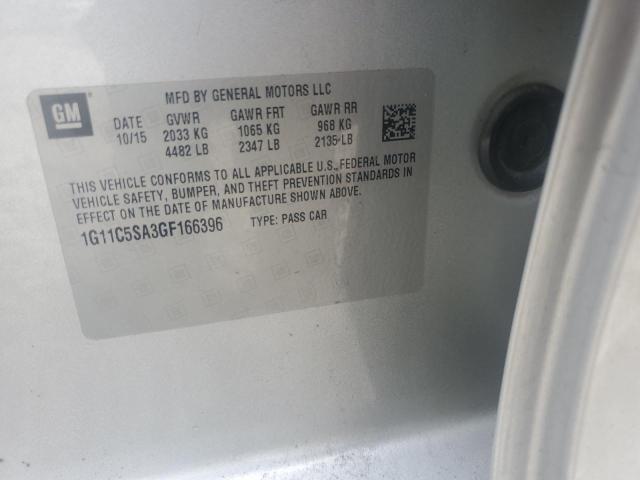 GM
MFD BY GENERAL MOTORS LLC
DATE GVWR GAWR FRT GAWR RR
10/15 2033 KG 1065 KG 968 KG
4482 LB 2347 LB 2135 LB
THIS VEHICLE CONFORMS TO ALL APPLICABLE U.S. FEDERAL MOTOR
VEHICLE SAFETY, BUMPER, AND THEFT PREVENTION STANDARDS IN
EFFECT ON THE DATE OF MANUFACTURE SHOWN ABOVE.
1G11C5SA3GF166396 TYPE: PASS CAR